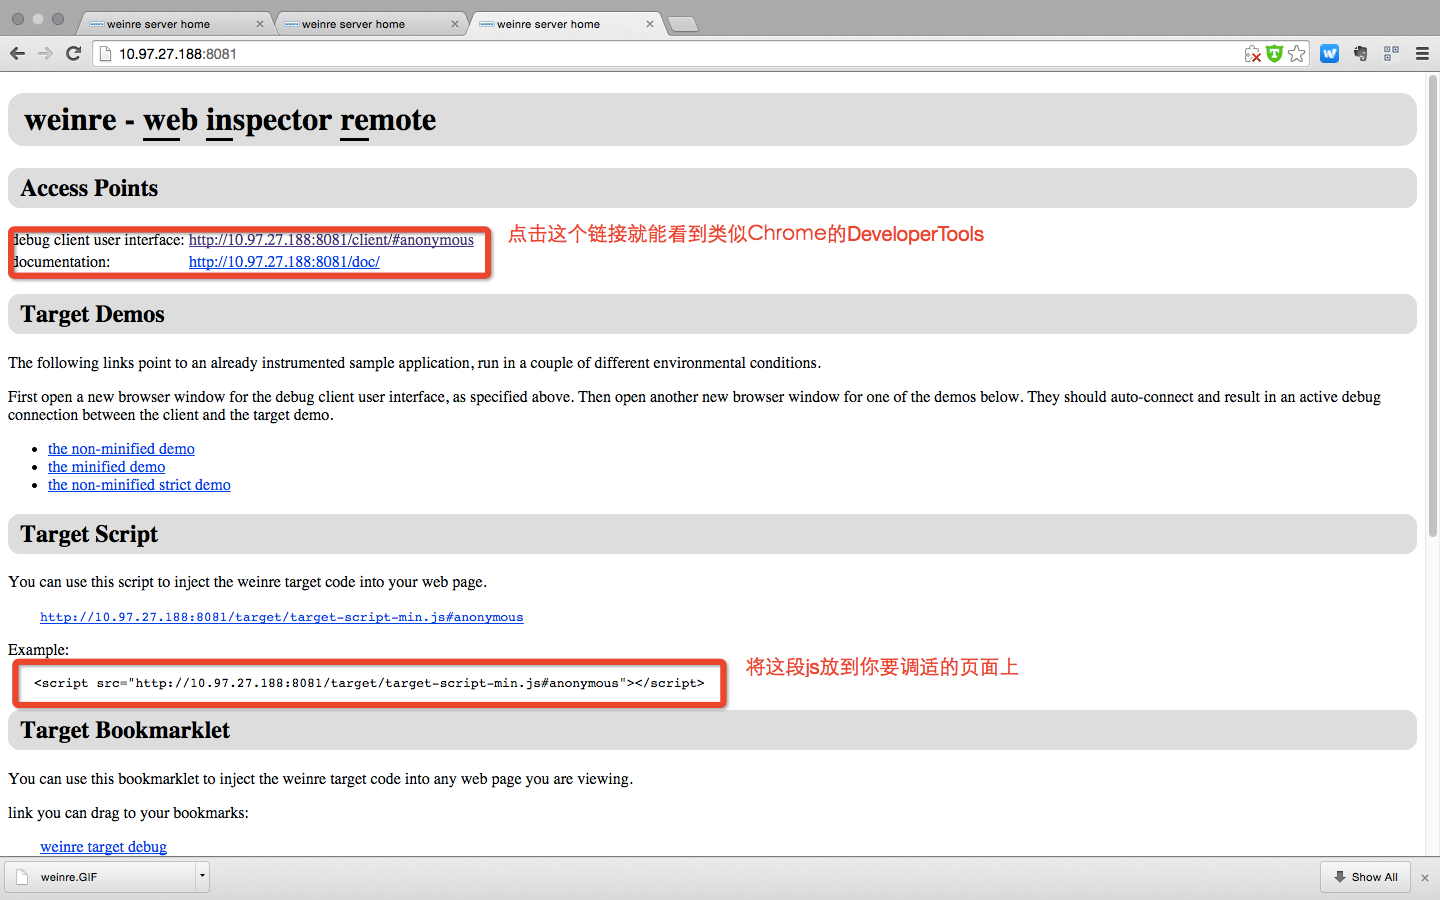 weinre server home
weinre server home
weinre server home
10.97.27.188:8081
weinre - web inspector remote
Access Points
debug client user interface: http://10.97.27.188:8081/client/#anonymous
点击这个链接就能看到类似Chrome的DeveloperTools
documentation: http://10.97.27.188:8081/doc/
Target Demos
The following links point to an already instrumented sample application, run in a couple of different environmental conditions.
First open a new browser window for the debug client user interface, as specified above. Then open another new browser window for one of the demos below. They should auto-connect and result in an active debug
connection between the client and the target demo.
the non-minified demo
the minified demo
the non-minified strict demo
Target Script
You can use this script to inject the weinre target code into your web page.
http://10.97.27.188:8081/target/target-script-min.js#anonymous
Example:
将这段js放到你要调适的页面上
<script src="http://10.97.27.188:8081/target/target-script-min.js#anonymous"></script>
Target Bookmarklet
You can use this bookmarklet to inject the weinre target code into any web page you are viewing.
link you can drag to your bookmarks:
weinre target debug
weinre.GIF
Show All